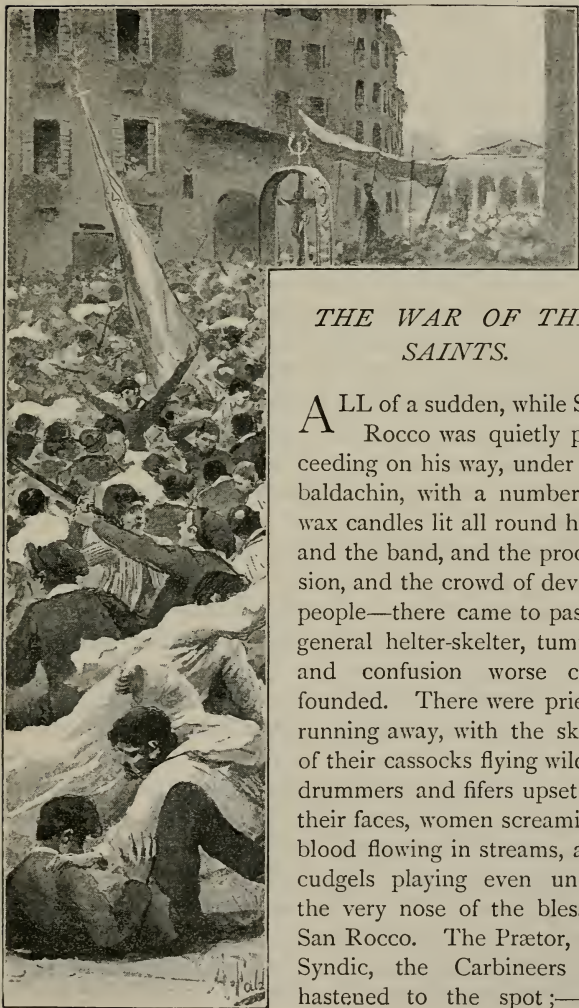 THE WAR OF THE
SAINTS.
ALL of a sudden, while S
Rocco was quietly p
ceeding on his way, under
baldachin, with a number
wax candles lit all round h
and the band, and the proc
sion, and the crowd of dev
people—there came to pas
general helter-skelter, tum
and confusion worse c
founded. There were prie
running away, with the sk
of their cassocks flying wild
drummers and fifers upset
their faces, women screami
blood flowing in streams, a
cudgels playing even un
the very nose of the bless
San Rocco. The Prætor,
Syndic, the Carbineers
hastened to the spot;—